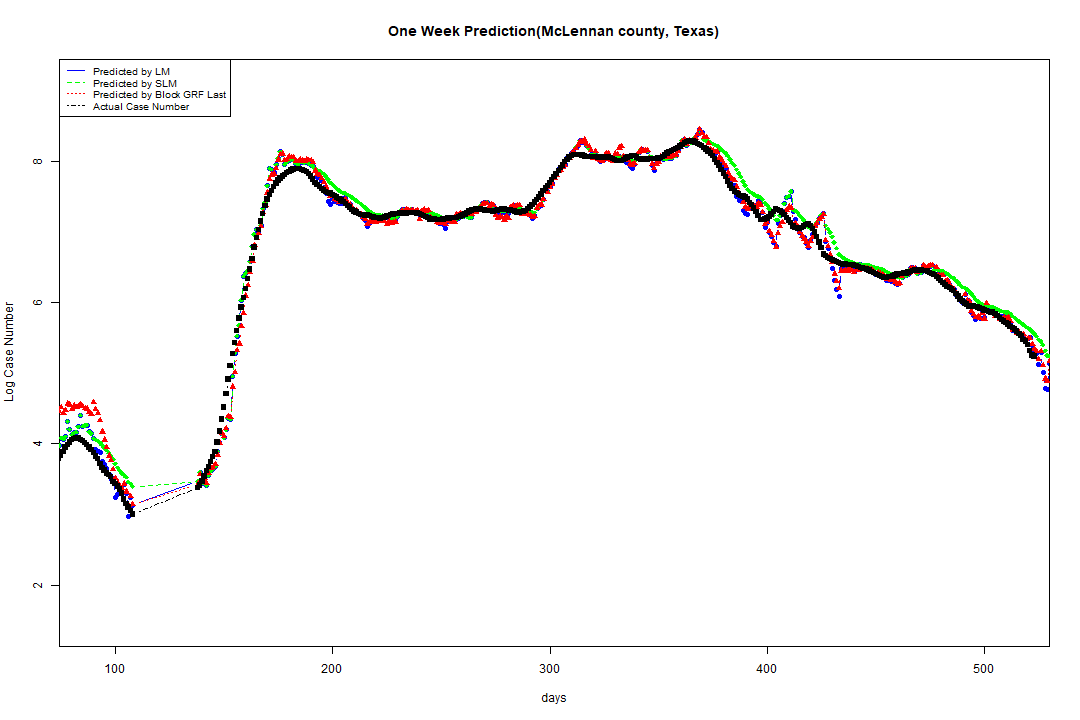 One Week Prediction(McLennan county, Texas)
Predicted by LM
Predicted by SLM
Predicted by Block GRF Last
Actual Case Number
8
6
4
2
Log Case Number
100 200 300 400 500
days